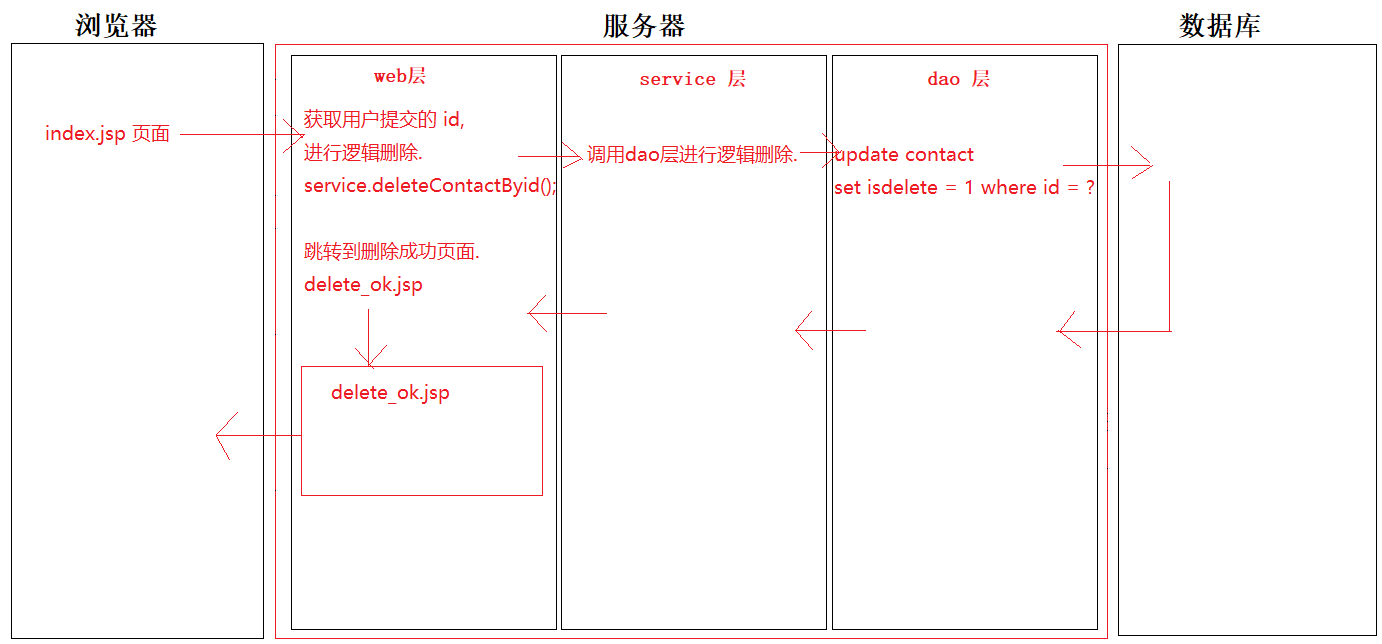 浏览器
服务器
数据库
web层
service 层
dao 层
index.jsp 页面
获取用户提交的 id,
进行逻辑删除.
service.deleteContactByid();
跳转到删除成功页面.
delete_ok.jsp
delete_ok.jsp
调用dao层进行逻辑删除.
update contact
set isdelete = 1 where id = ?